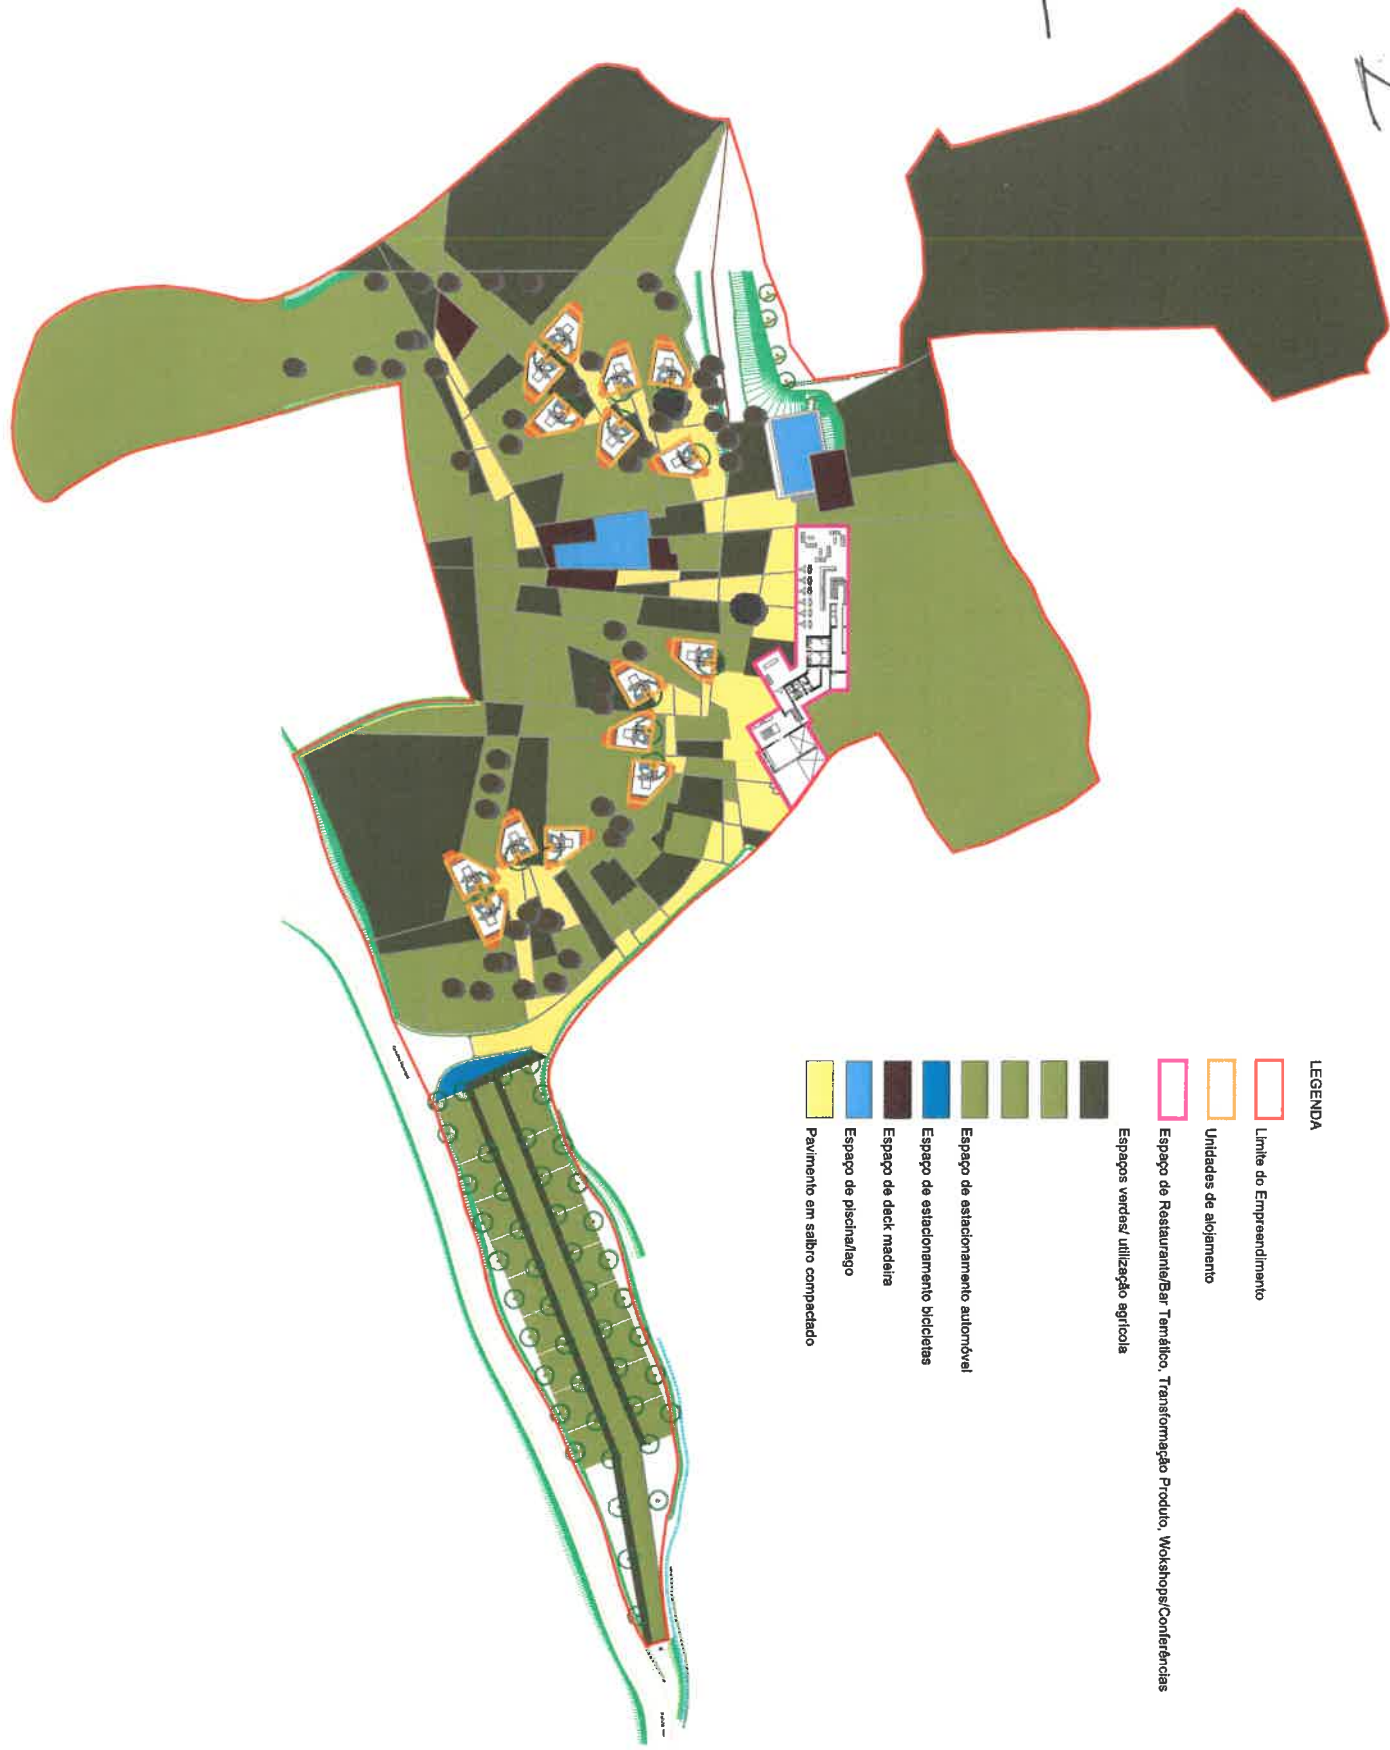 LEGENDA
Limite do Empreendimento
Unidades de alojamento
Espaço de Restaurante/Bar Temático, Transformação Produto, Wokshops/Conferências
Espaços verdes/ utilização agrícola
Espaço de estacionamento automóvel
Espaço de estacionamento bicicletas
Espaço de deck madeira
Espaço de piscina/lago
Pavimento em saibro compactado